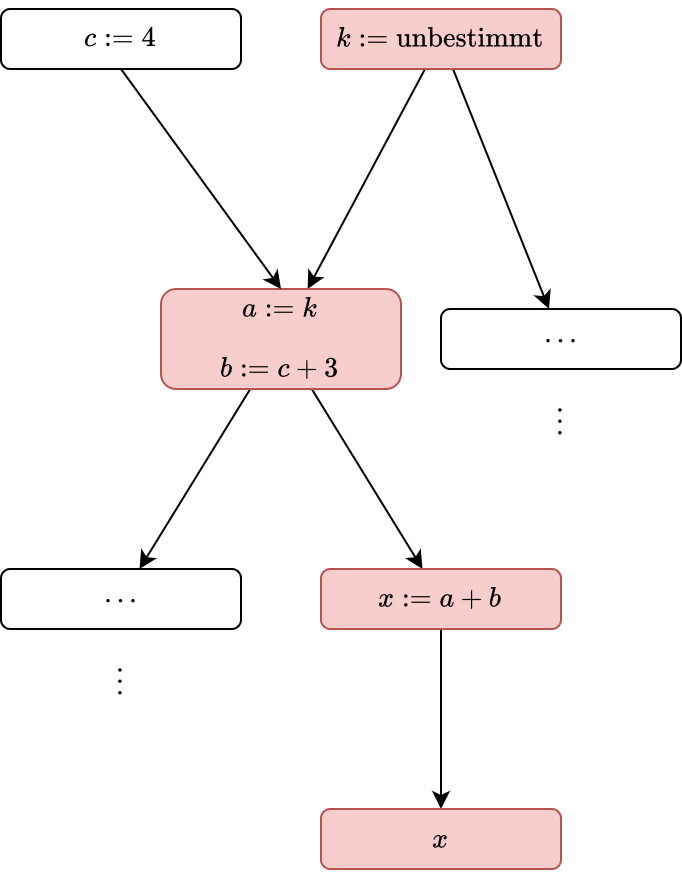 c := 4
k := unbestimmt
a := k
b := c + 3
⋯
⋮
⋯
x := a + b
⋮
x